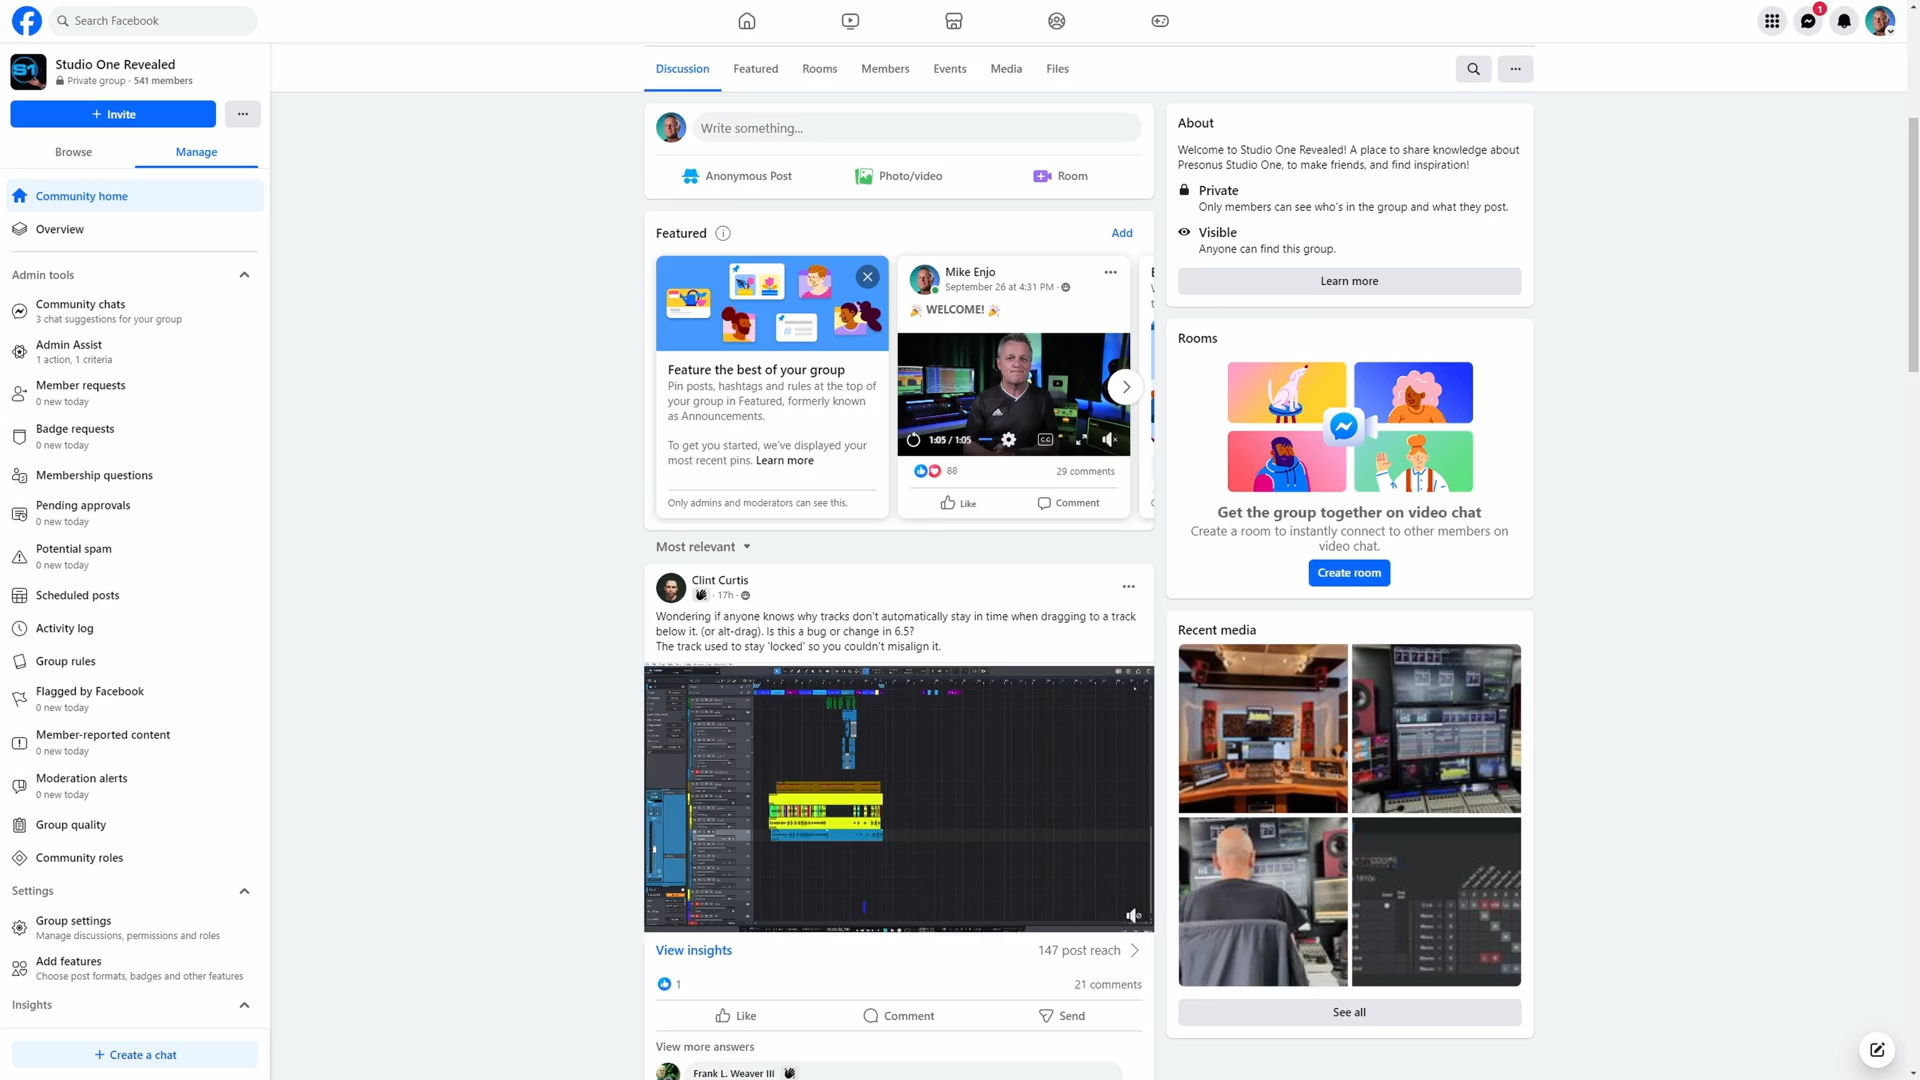 Search Facebook
1
Studio One Revealed
Private group · 541 members
+ Invite
Browse
Manage
Community home
Overview
Admin tools
Community chats
3 chat suggestions for your group
Admin Assist
1 action, 1 criteria
Member requests
0 new today
Badge requests
0 new today
Membership questions
Pending approvals
0 new today
Potential spam
0 new today
Scheduled posts
Activity log
Group rules
Flagged by Facebook
0 new today
Member-reported content
0 new today
Moderation alerts
0 new today
Group quality
Community roles
Settings
Group settings
Manage discussions, permissions and roles
Add features
Choose post formats, badges and other features
Insights
+ Create a chat
Discussion
Featured
Rooms
Members
Events
Media
Files
Write something...
Anonymous Post
Photo/video
Room
Featured
Add
Feature the best of your group
Pin posts, hashtags and rules at the top of
your group in Featured, formerly known
as Announcements.
To get you started, we've displayed your
most recent pins. Learn more
Only admins and moderators can see this.
Mike Enjo
September 26 at 4:31 PM ·
🎉 WELCOME! 🎉
1:05 / 1:05
88
29 comments
Like
Comment
Most relevant
Clint Curtis
· 17h ·
Wondering if anyone knows why tracks don't automatically stay in time when dragging to a track
below it. (or alt-drag). Is this a bug or change in 6.5?
The track used to stay 'locked' so you couldn't misalign it.
View insights
147 post reach
1
21 comments
Like
Comment
Send
View more answers
Frank L. Weaver III
About
Welcome to Studio One Revealed! A place to share knowledge about
Presonus Studio One, to make friends, and find inspiration!
Private
Only members can see who's in the group and what they post.
Visible
Anyone can find this group.
Learn more
Rooms
Get the group together on video chat
Create a room to instantly connect to other members on
video chat.
Create room
Recent media
See all